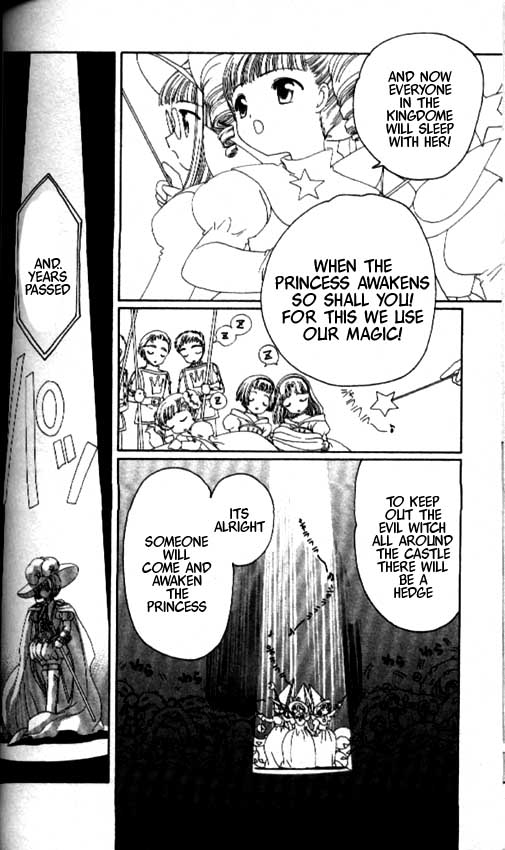 AND NOW
EVERYONE
IN THE
KINGDOME
WILL SLEEP
WITH HER!
WHEN THE
PRINCESS AWAKENS
SO SHALL YOU!
FOR THIS WE USE
OUR MAGIC!
Z
Z
Z
Z
Z
TO KEEP
OUT THE
EVIL WITCH
ALL AROUND
THE CASTLE
THERE WILL
BE A
HEDGE
ITS
ALRIGHT
SOMEONE
WILL
COME AND
AWAKEN
THE
PRINCESS
AND.
YEARS
PASSED
パッ